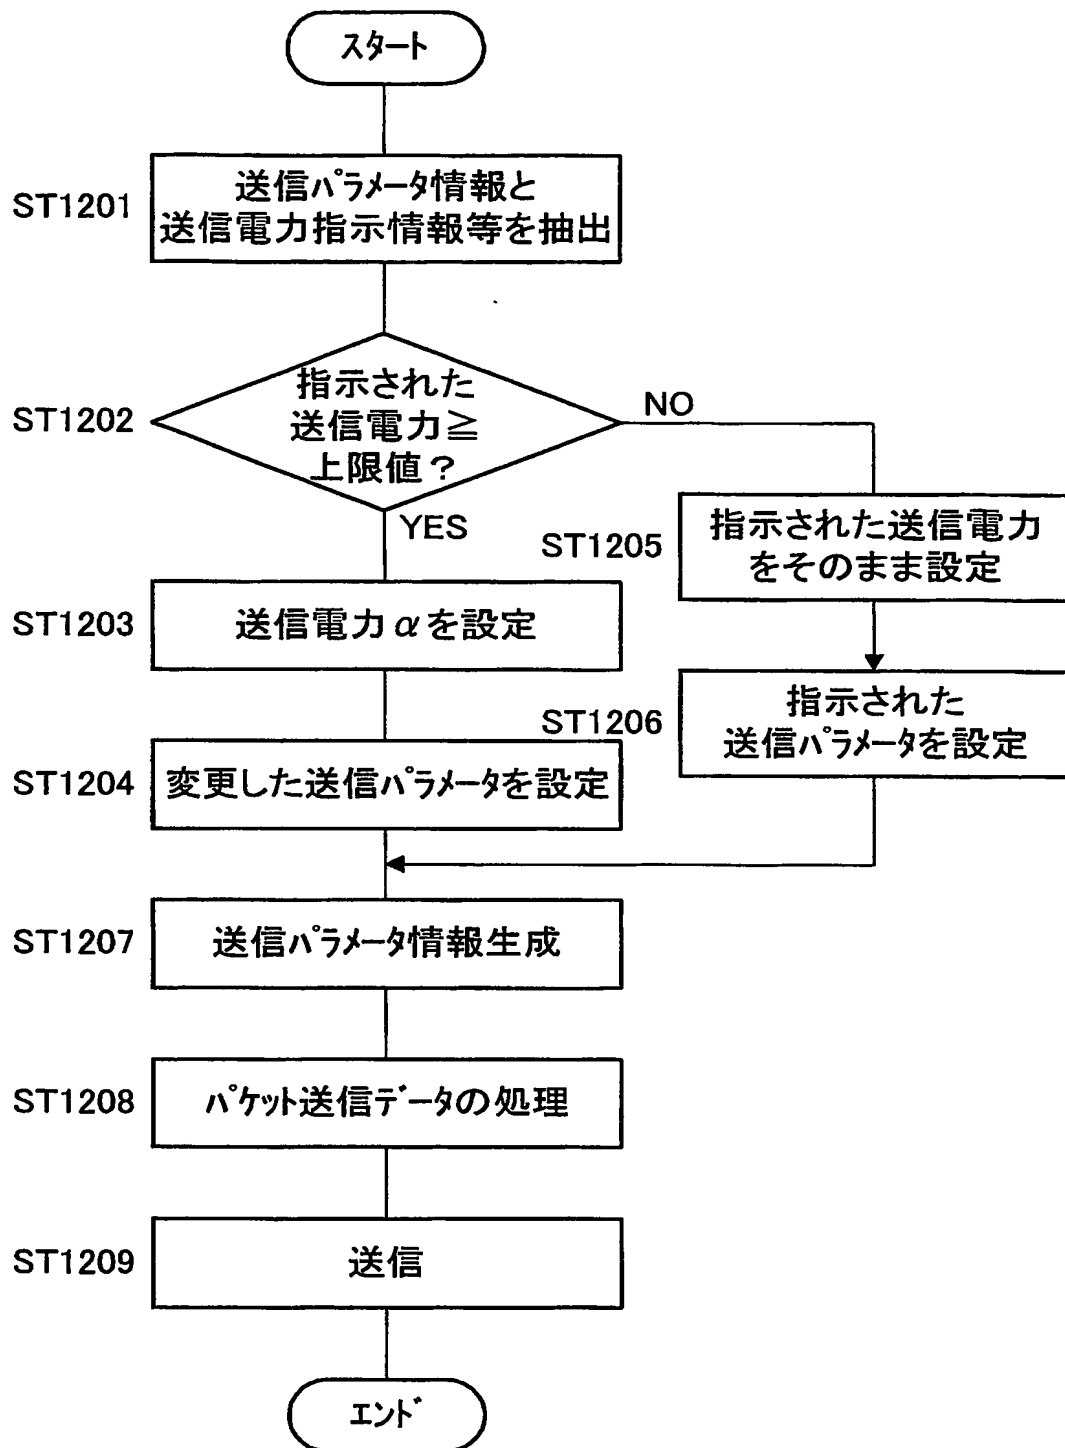 スタート
ST1201
送信パラメータ情報と
送信電力指示情報等を抽出
ST1202
指示された
送信電力≧
上限値?
NO
YES
ST1205
指示された送信電力
をそのまま設定
ST1203
送信電力αを設定
ST1206
指示された
送信パラメータを設定
ST1204
変更した送信パラメータを設定
ST1207
送信パラメータ情報生成
ST1208
パケット送信データの処理
ST1209
送信
エンド